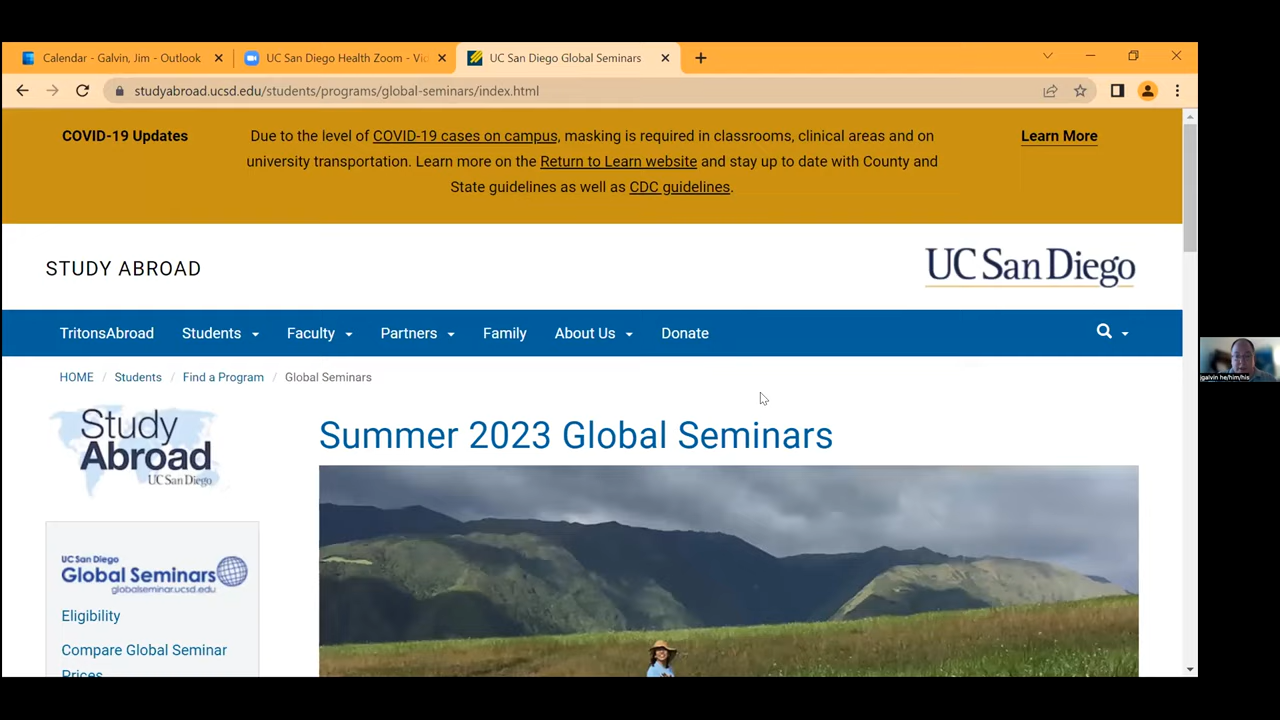 Calendar - Galvin, Jim - Outlook
UC San Diego Health Zoom - Vi
UC San Diego Global Seminars
studyabroad.ucsd.edu/students/programs/global-seminars/index.html
COVID-19 Updates
Due to the level of COVID-19 cases on campus, masking is required in classrooms, clinical areas and on
university transportation. Learn more on the Return to Learn website and stay up to date with County and
State guidelines as well as CDC guidelines.
Learn More
STUDY ABROAD
UC San Diego
TritonsAbroad Students Faculty Partners Family About Us Donate
HOME / Students / Find a Program / Global Seminars
Study
Abroad
UC San Diego
Summer 2023 Global Seminars
UC San Diego
Global Seminars
globalseminar.ucsd.edu
Eligibility
Compare Global Seminar
Prices
jgalvin he/him/his